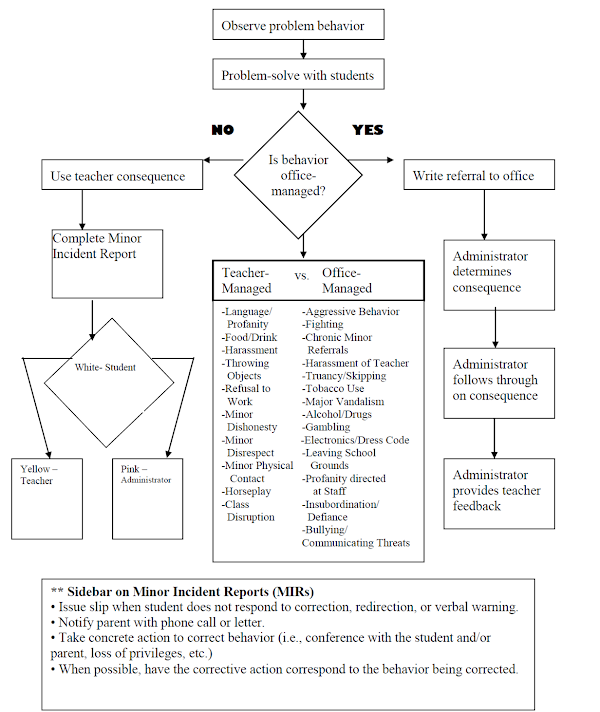 Observe problem behavior
Problem-solve with students
NO
YES
Is behavior
office-
managed?
Use teacher consequence
Write referral to office
Complete Minor
Incident Report
White- Student
Yellow –
Teacher
Pink –
Administrator
Teacher-
Managed
vs.
Office-
Managed
-Language/
Profanity
-Food/Drink
-Harassment
-Throwing
Objects
-Refusal to
Work
-Minor
Dishonesty
-Minor
Disrespect
-Minor Physical
Contact
-Horseplay
-Class
Disruption
-Aggressive Behavior
-Fighting
-Chronic Minor
Referrals
-Harassment of Teacher
-Truancy/Skipping
-Tobacco Use
-Major Vandalism
-Alcohol/Drugs
-Gambling
-Electronics/Dress Code
-Leaving School
Grounds
-Profanity directed
at Staff
-Insubordination/
Defiance
-Bullying/
Communicating Threats
Administrator
determines
consequence
Administrator
follows through
on consequence
Administrator
provides teacher
feedback
** Sidebar on Minor Incident Reports (MIRs)
• Issue slip when student does not respond to correction, redirection, or verbal warning.
• Notify parent with phone call or letter.
• Take concrete action to correct behavior (i.e., conference with the student and/or
parent, loss of privileges, etc.)
• When possible, have the corrective action correspond to the behavior being corrected.